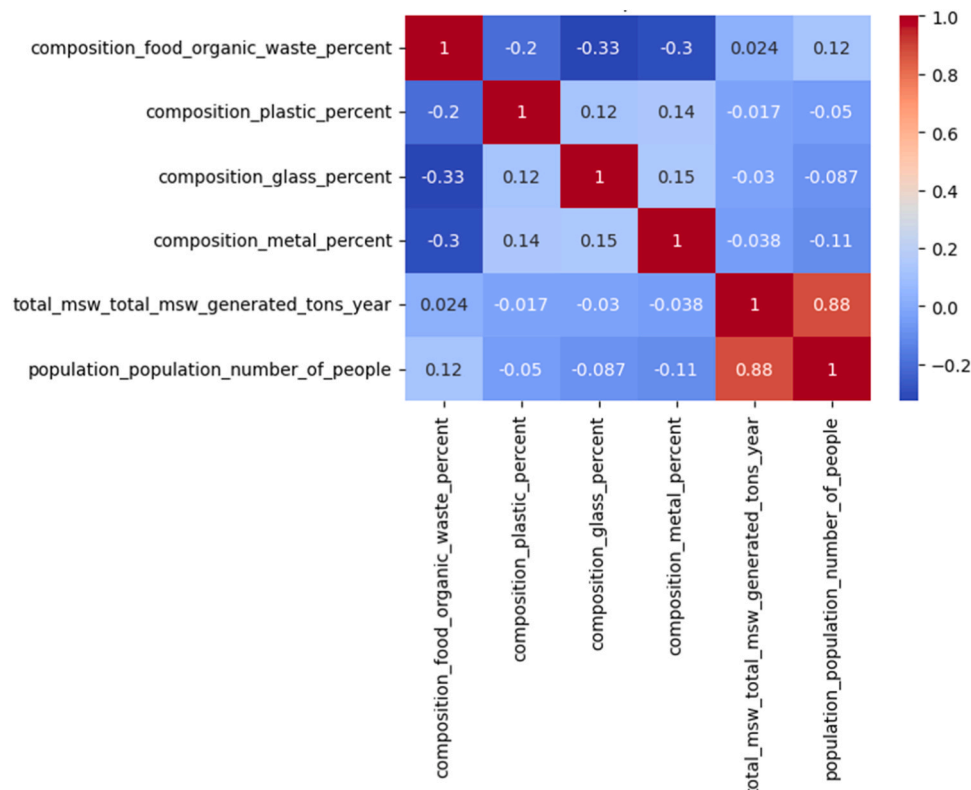 composition_food_organic_waste_percent 1 -0.2 -0.33 -0.3 0.024 0.12
composition_plastic_percent -0.2 1 0.12 0.14 -0.017 -0.05
composition_glass_percent -0.33 0.12 1 0.15 -0.03 -0.087
composition_metal_percent -0.3 0.14 0.15 1 -0.038 -0.11
total_msw_total_msw_generated_tons_year 0.024 -0.017 -0.03 -0.038 1 0.88
population_population_number_of_people 0.12 -0.05 -0.087 -0.11 0.88 1
composition_food_organic_waste_percent
composition_plastic_percent
composition_glass_percent
composition_metal_percent
total_msw_total_msw_generated_tons_year
population_population_number_of_people
1.0
0.8
0.6
0.4
0.2
0.0
−0.2